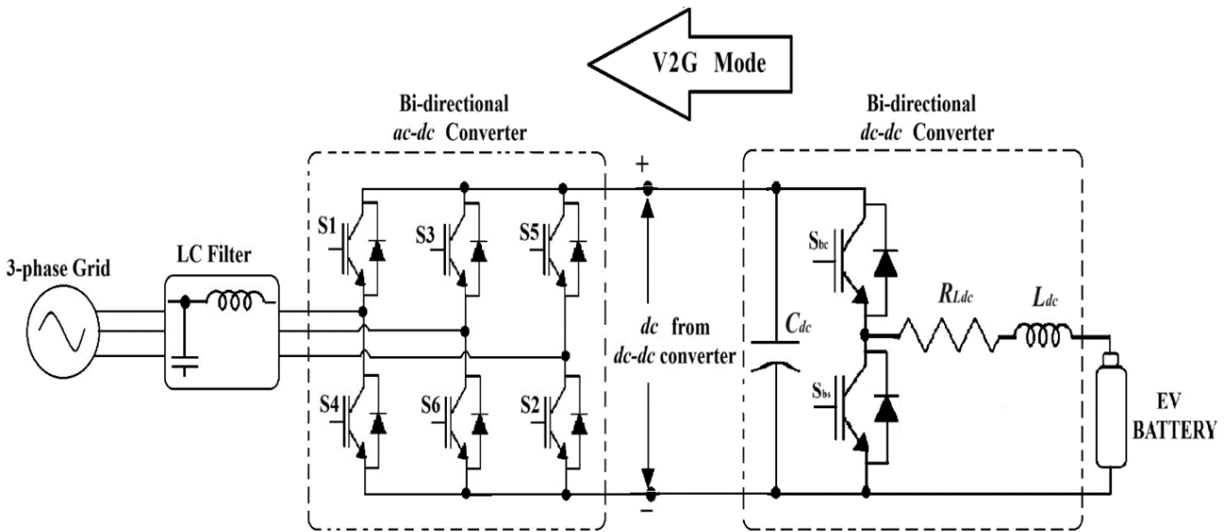 V2G Mode
Bi-directional
ac-dc Converter
Bi-directional
dc-dc Converter
3-phase Grid
LC Filter
S1
S3
S5
S4
S6
S2
+
dc from
dc-dc converter
-
Cdc
Sbc
Sbs
RLdc
Ldc
EV
BATTERY